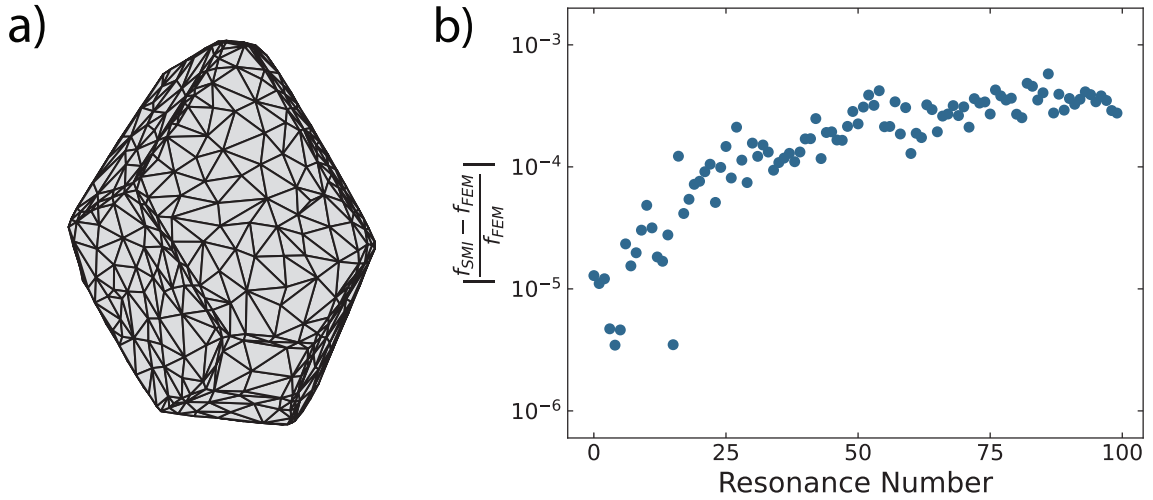 a)
b)
10⁻³
10⁻⁴
10⁻⁵
10⁻⁶
|f_SMI − f_FEM|
|f_FEM|
0 25 50 75 100
Resonance Number